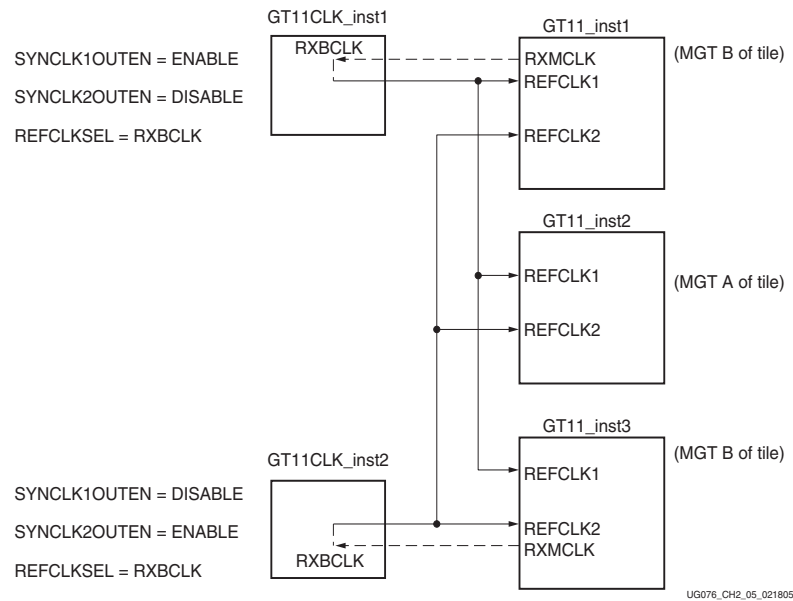 GT11CLK_inst1
RXBCLK
SYNCLK1OUTEN = ENABLE
SYNCLK2OUTEN = DISABLE
REFCLKSEL = RXBCLK
GT11_inst1
(MGT B of tile)
RXMCLK
REFCLK1
REFCLK2
GT11_inst2
REFCLK1
(MGT A of tile)
REFCLK2
GT11_inst3
(MGT B of tile)
REFCLK1
REFCLK2
RXMCLK
GT11CLK_inst2
RXBCLK
SYNCLK1OUTEN = DISABLE
SYNCLK2OUTEN = ENABLE
REFCLKSEL = RXBCLK
UG076_CH2_05_021805